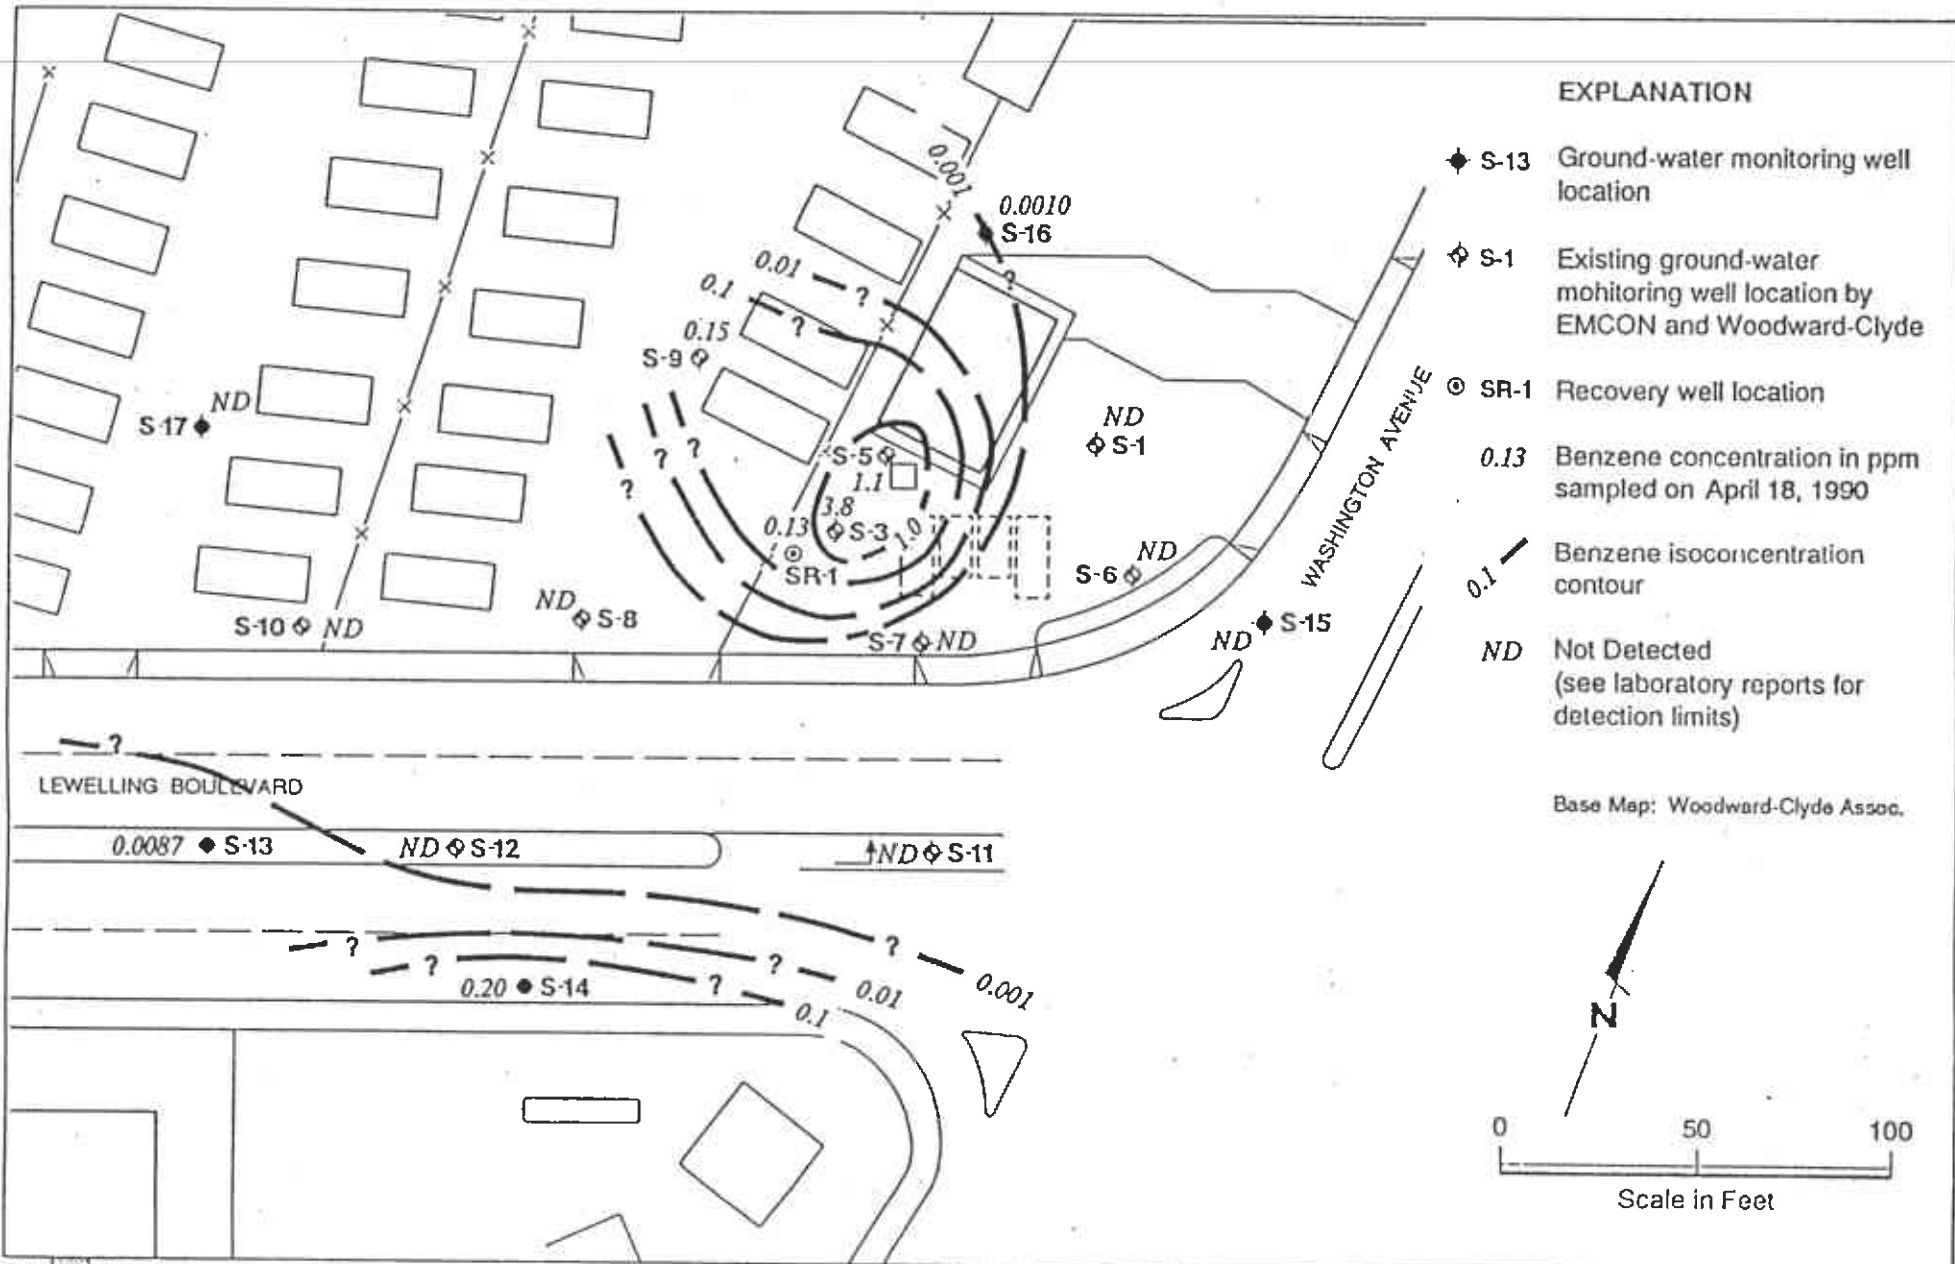 EXPLANATION
S-13 Ground-water monitoring well
location
S-1 Existing ground-water
mohitoring well location by
EMCON and Woodward-Clyde
SR-1 Recovery well location
0.13 Benzene concentration in ppm
sampled on April 18, 1990
0.1 Benzene isoconcentration
contour
ND Not Detected
(see laboratory reports for
detection limits)
Base Map: Woodward-Clyde Assoc.
N
0 50 100
Scale in Feet
0.001
0.0010
S-16
?
0.01
?
0.1
?
0.15
S-9
ND
S-17
ND
S-1
WASHINGTON AVENUE
? ? ?
S-5
1.1
3.8
S-3
1.0
0.13
SR-1
ND
S-6
ND
S-8
S-10 ND
S-7 ND
ND
S-15
?
LEWELLING BOULEVARD
0.0087 S-13
ND S-12
ND S-11
? ? 0.001
? ? 0.01
? ? 0.1
0.20 S-14